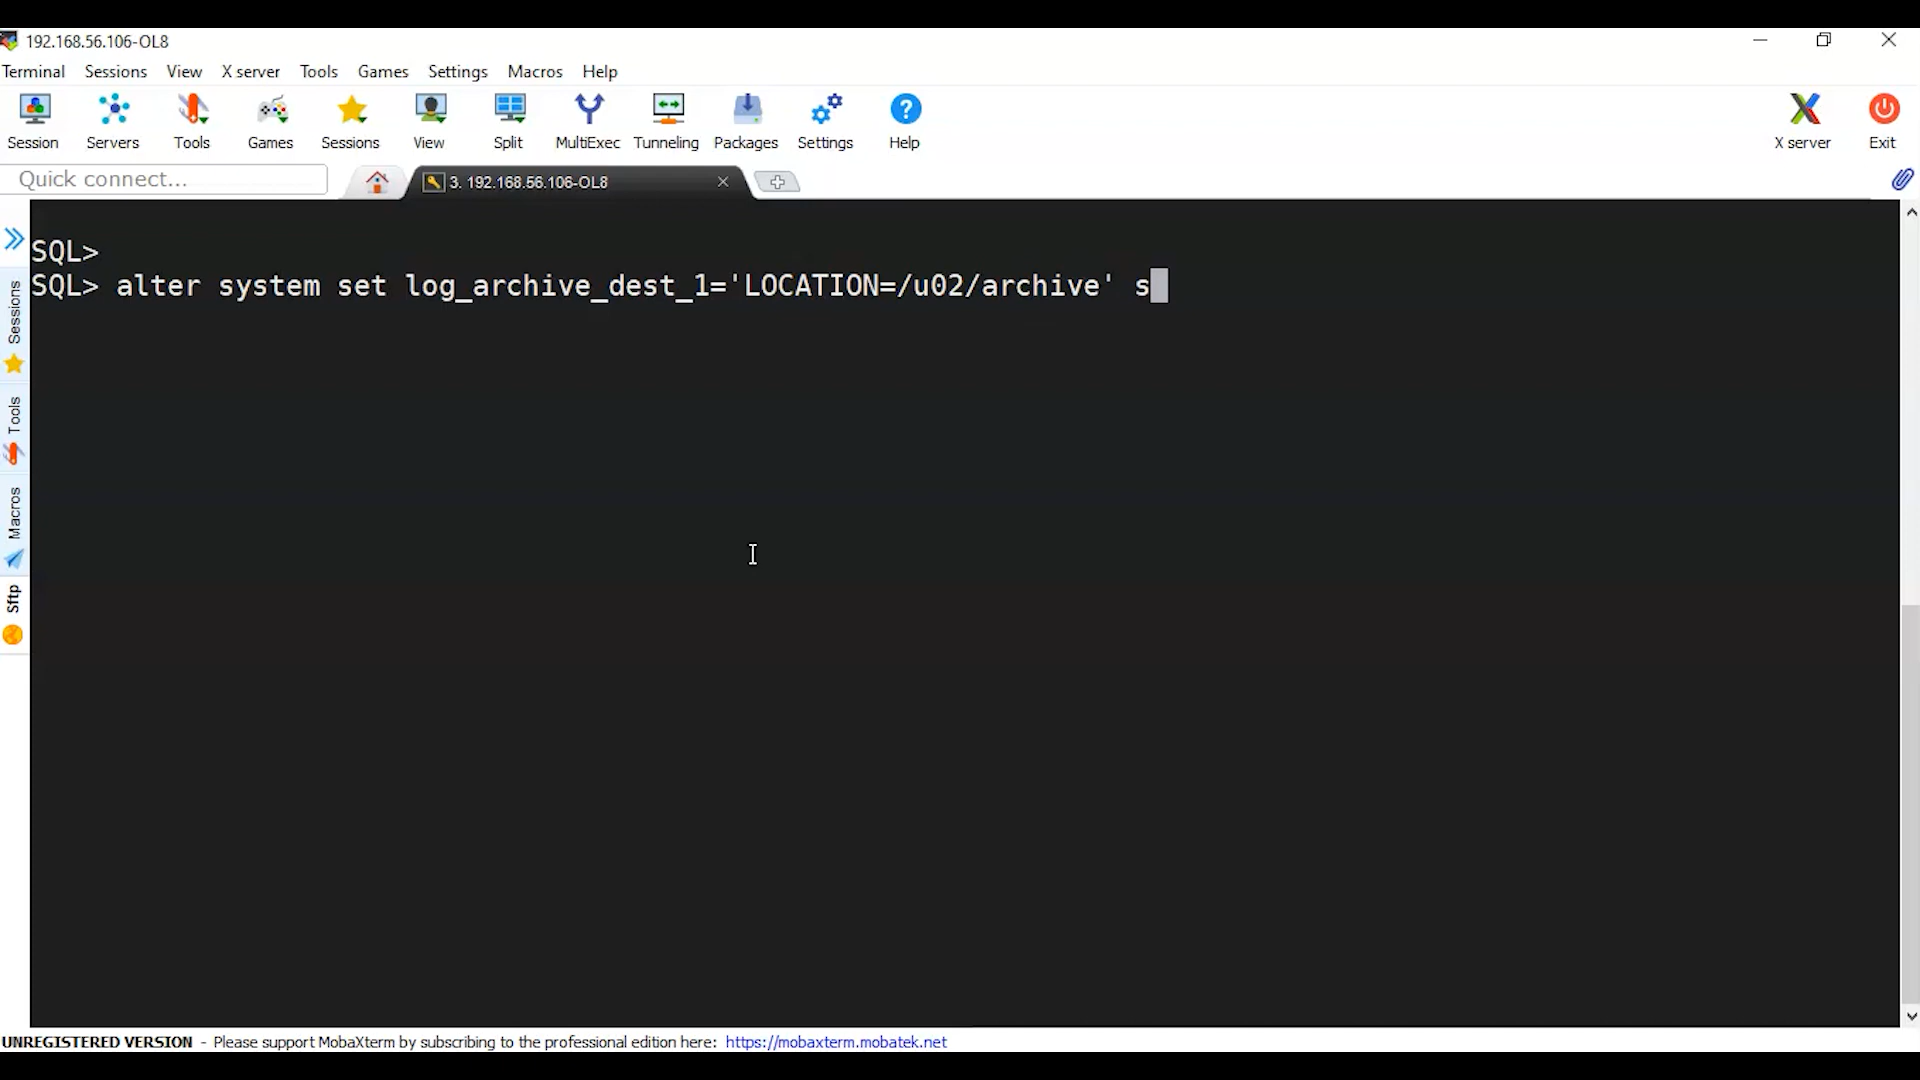 192.168.56.106-OL8
Terminal Sessions View X server Tools Games Settings Macros Help
Session Servers Tools Games Sessions View Split MultiExec Tunneling Packages Settings Help X server Exit
Quick connect... 3. 192.168.56.106-OL8
SQL>
SQL> alter system set log_archive_dest_1='LOCATION=/u02/archive' s
Sessions
Tools
Macros
Sftp
UNREGISTERED VERSION - Please support MobaXterm by subscribing to the professional edition here: https://mobaxterm.mobatek.net